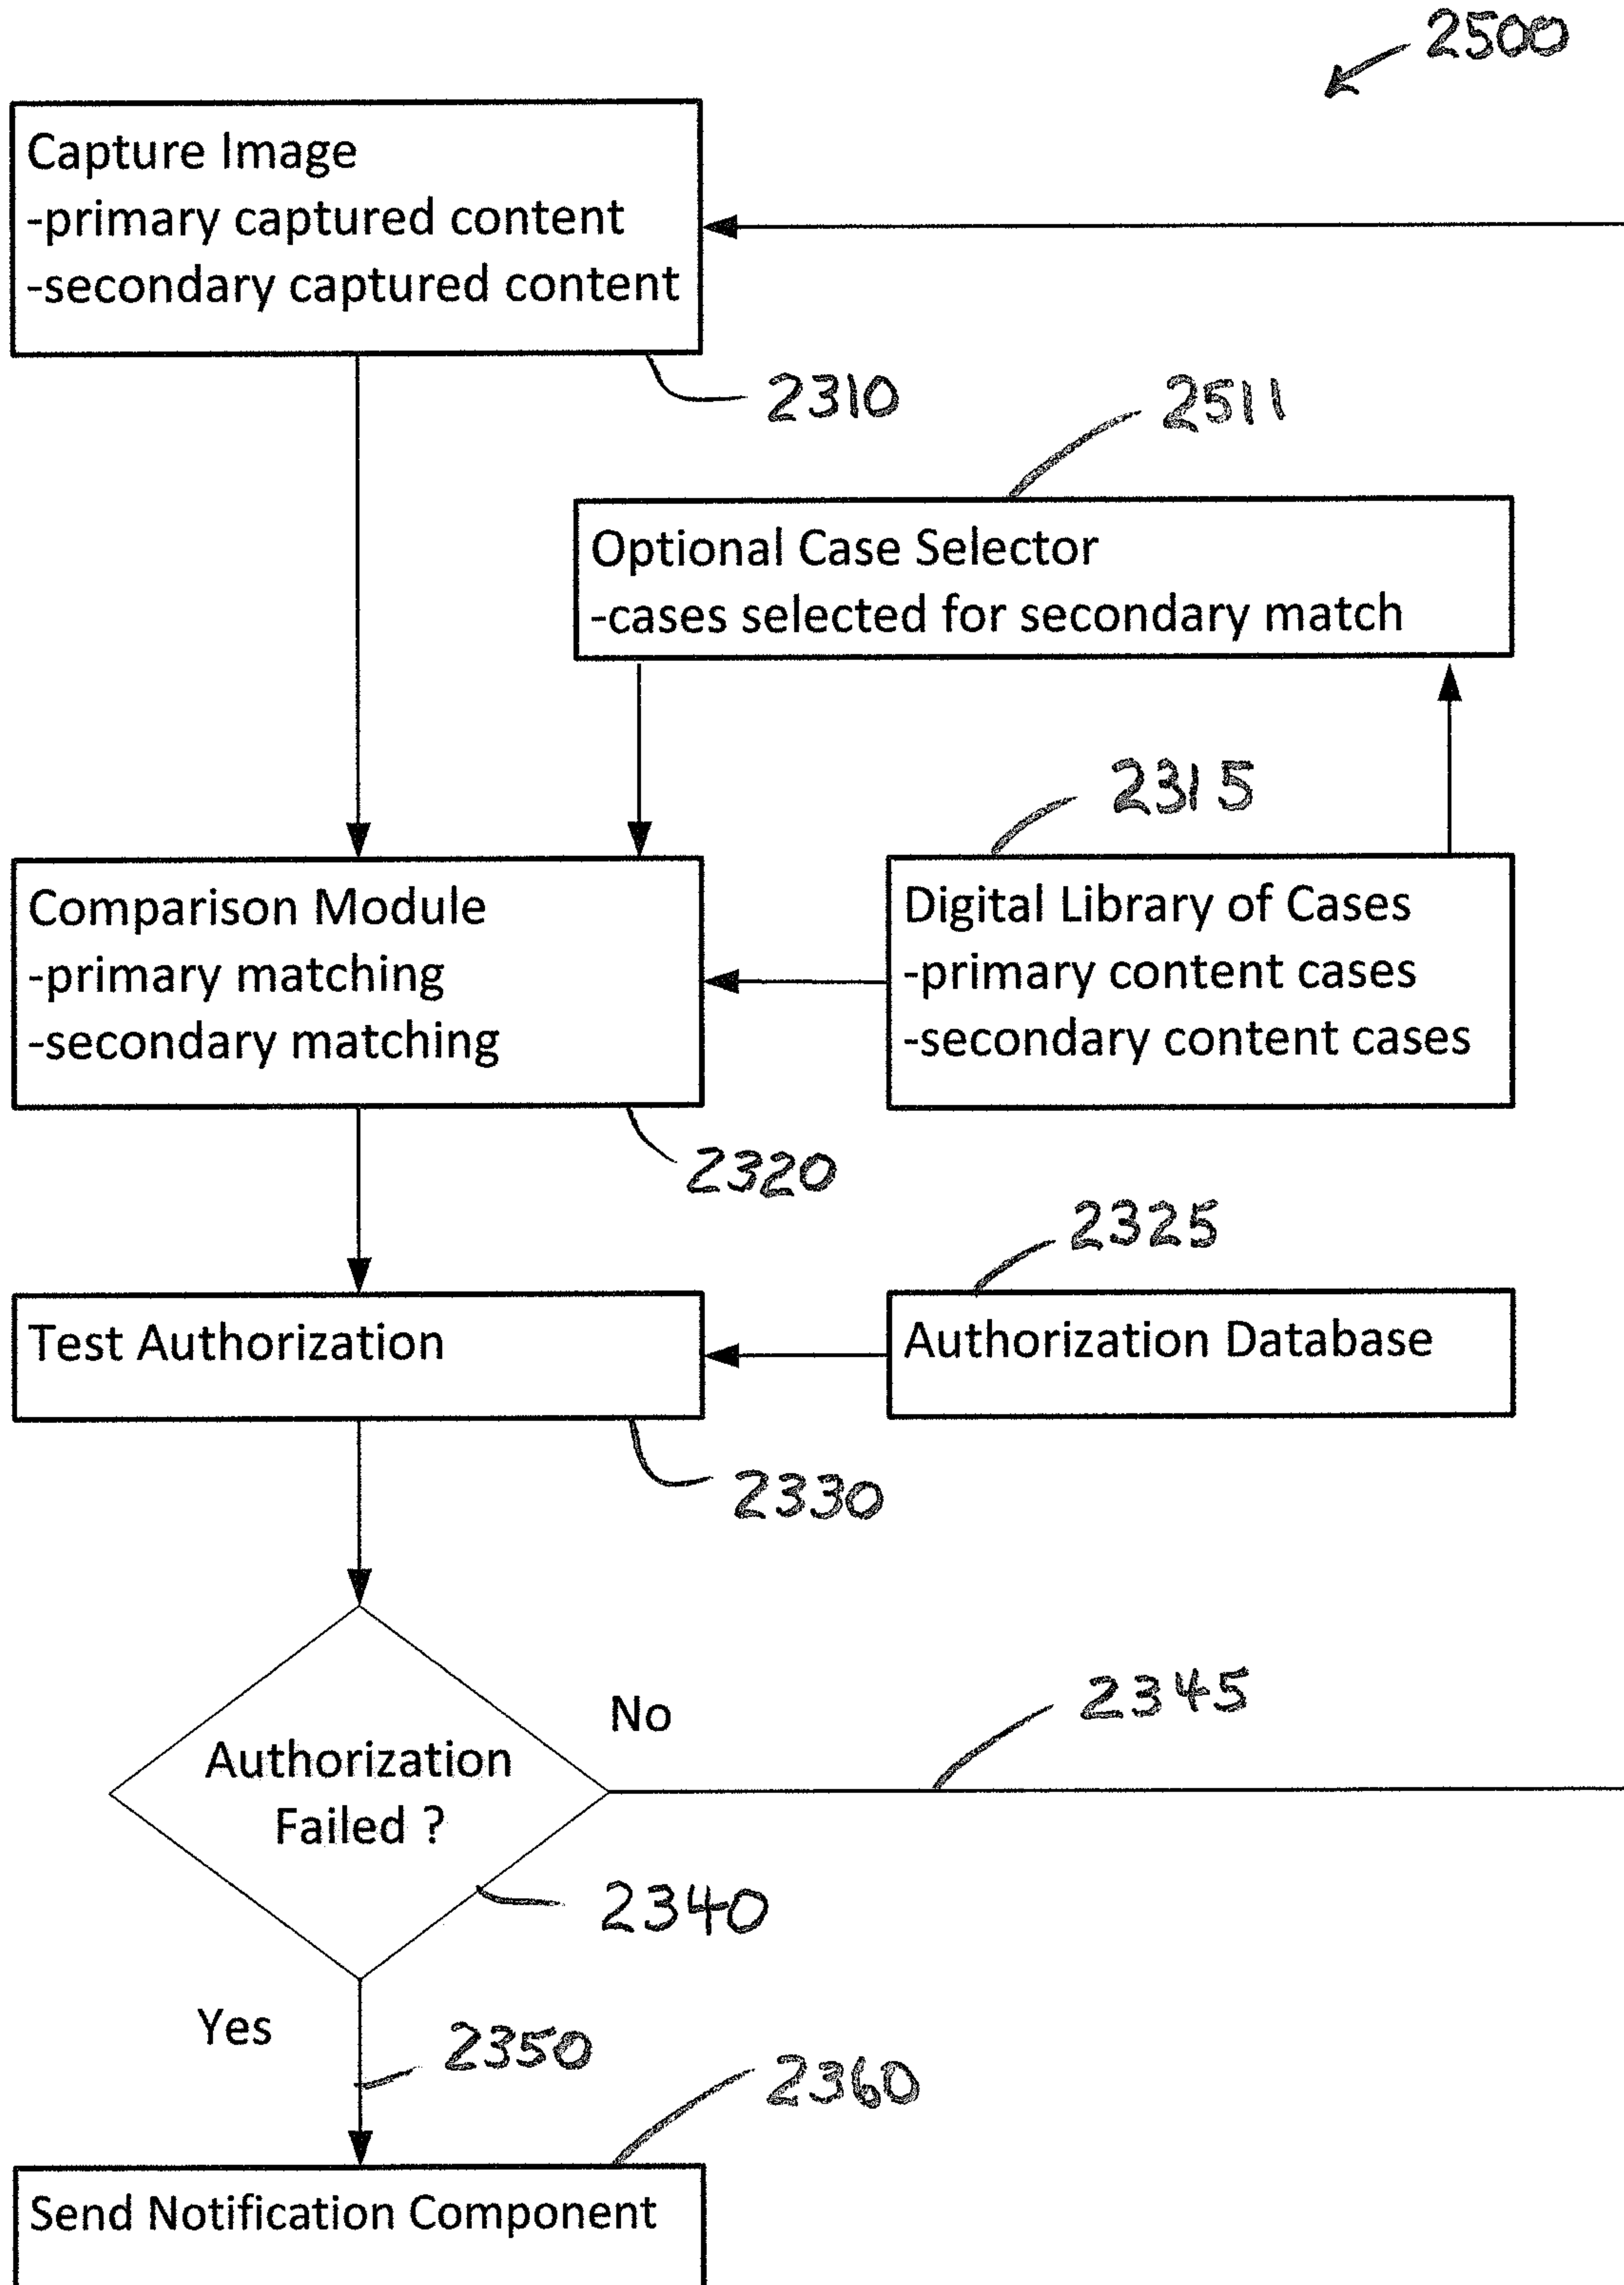 2500
Capture Image
-primary captured content
-secondary captured content
2310
2511
Optional Case Selector
-cases selected for secondary match
2315
Comparison Module
-primary matching
-secondary matching
Digital Library of Cases
-primary content cases
-secondary content cases
2320
2325
Test Authorization
Authorization Database
2330
No
2345
Authorization
Failed ?
2340
Yes
2350
2360
Send Notification Component